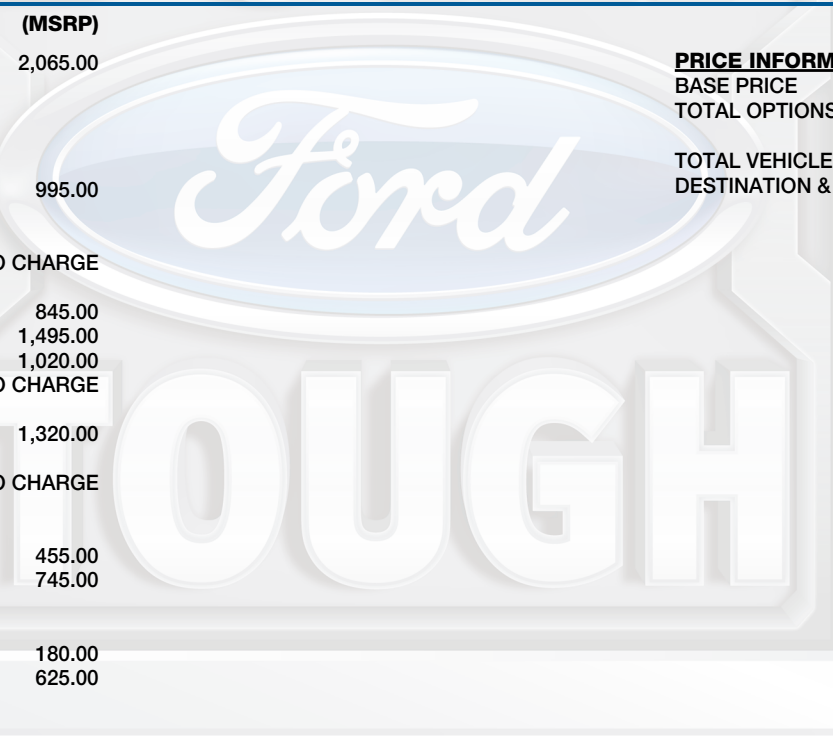 (MSRP)
2,065.00
995.00
O CHARGE
845.00
1,495.00
1,020.00
O CHARGE
1,320.00
O CHARGE
455.00
745.00
180.00
625.00
PRICE INFORM
BASE PRICE
TOTAL OPTIONS
TOTAL VEHICLE
DESTINATION &
Ford
TOUGH